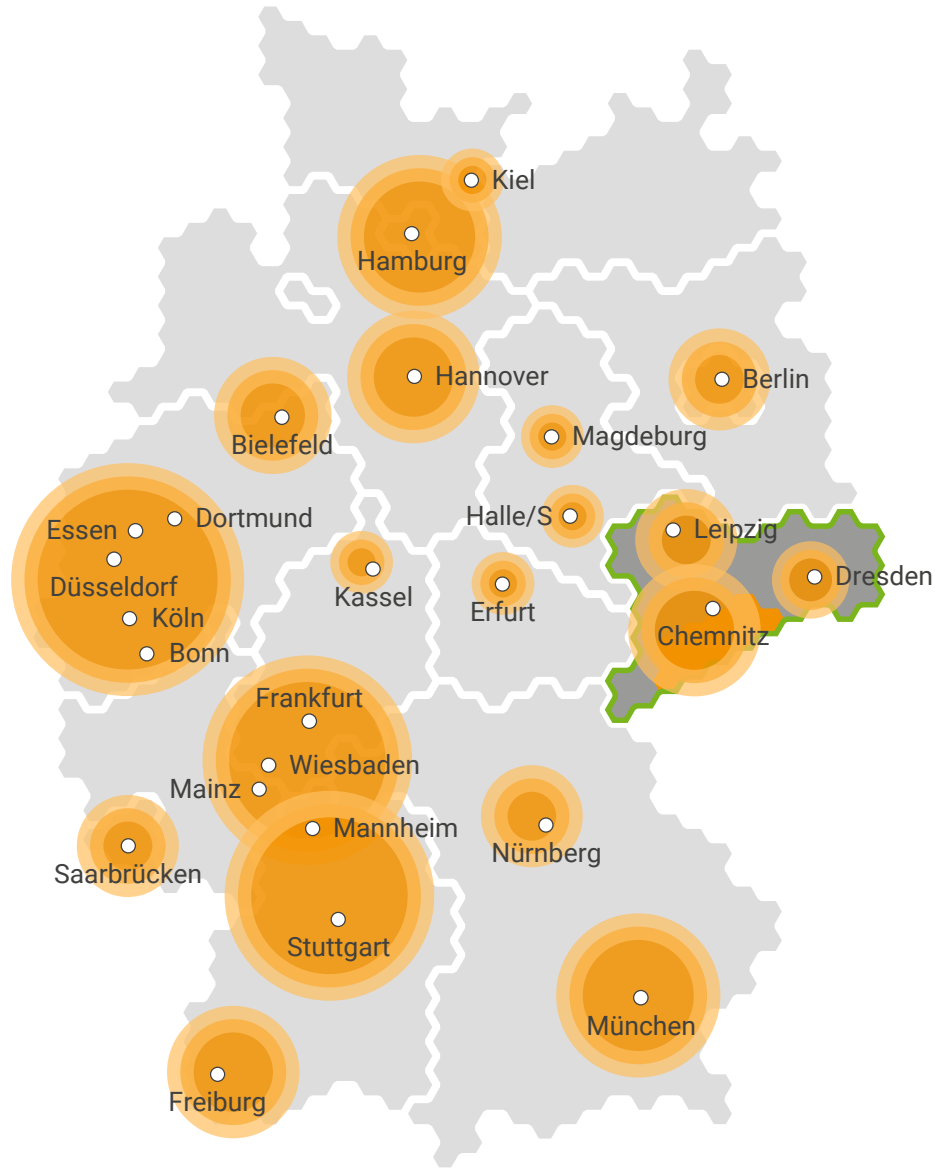 Kiel
Hamburg
Hannover
Berlin
Bielefeld
Magdeburg
Essen
Dortmund
Halle/S
Leipzig
Düsseldorf
Kassel
Erfurt
Dresden
Köln
Chemnitz
Bonn
Frankfurt
Wiesbaden
Mainz
Mannheim
Saarbrücken
Nürnberg
Stuttgart
München
Freiburg